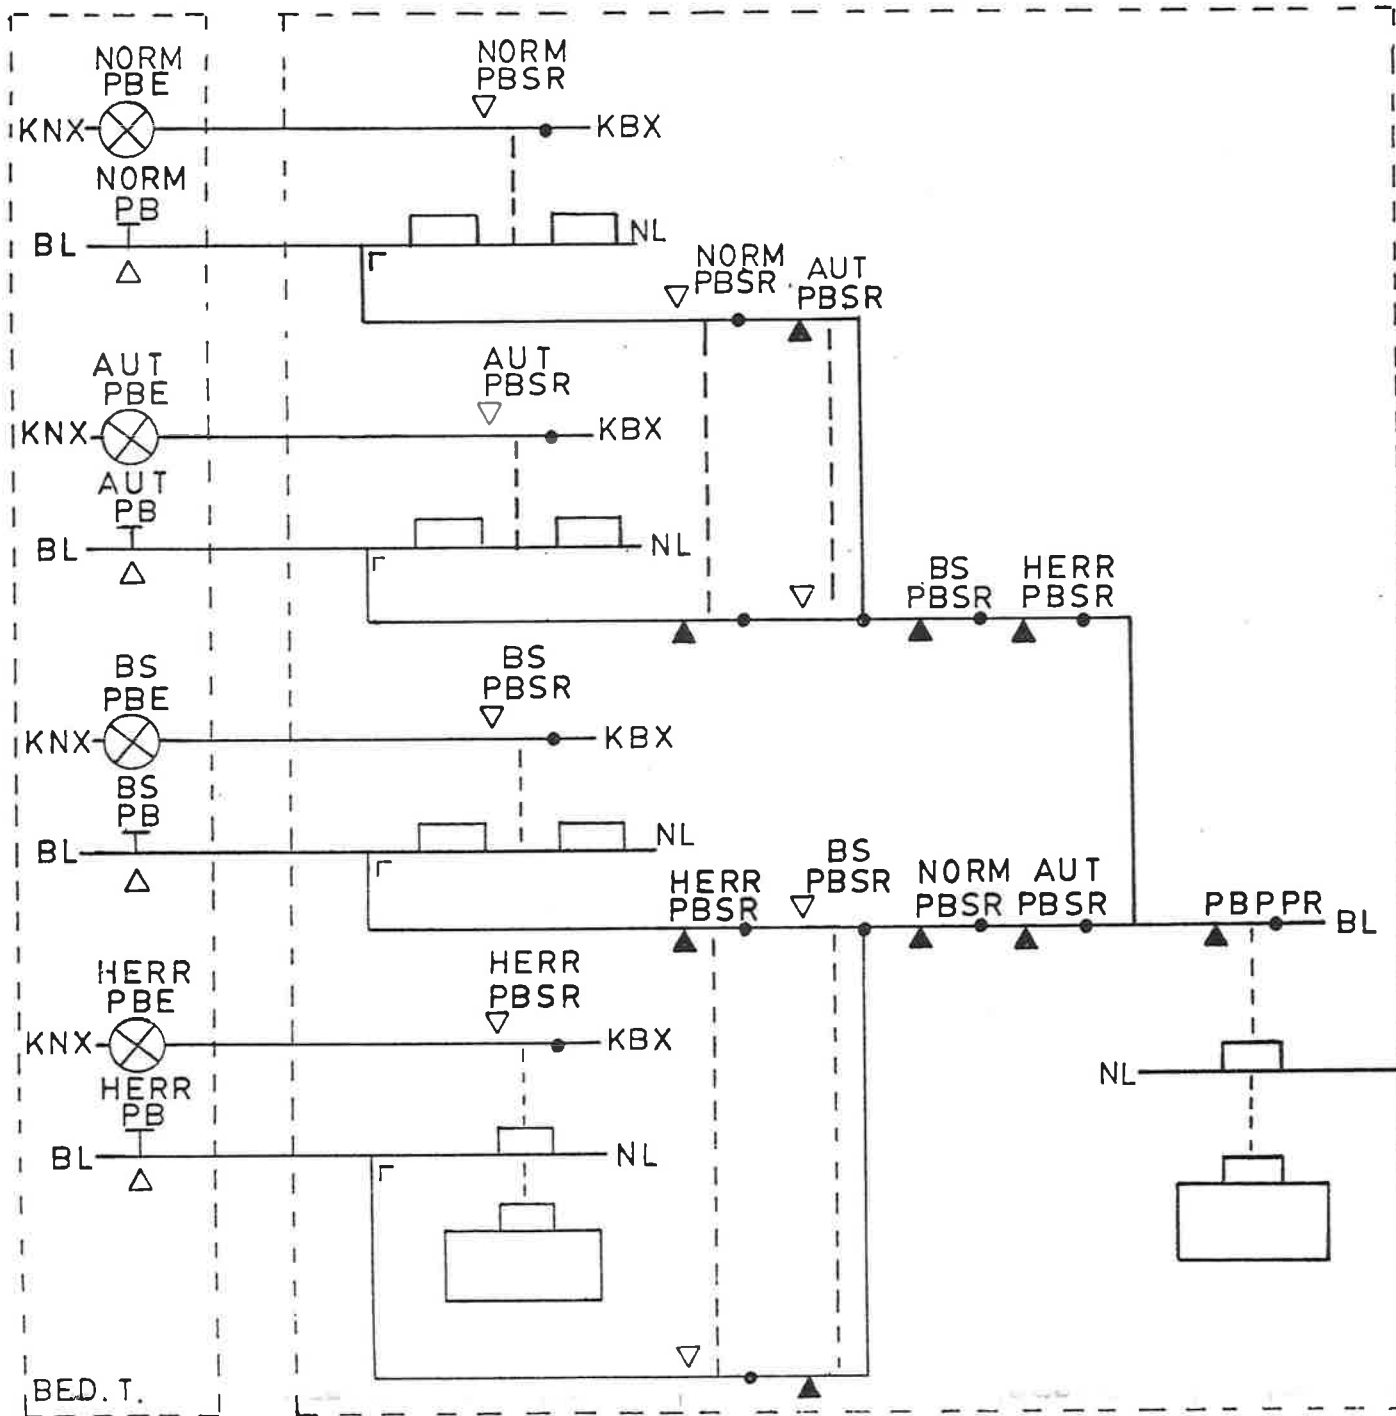 NORM
PBE
NORM
PBSR
KNX
KBX
NORM
PB
BL
NL
NORM
PBSR
AUT
PBSR
AUT
PBE
AUT
PBSR
KNX
KBX
AUT
PB
BL
NL
BS
PBSR
HERR
PBSR
BS
PBE
BS
PBSR
KNX
KBX
BS
PB
BL
NL
HERR
PBSR
BS
PBSR
NORM
PBSR
AUT
PBSR
PBPPR
BL
HERR
PBE
HERR
PBSR
KNX
KBX
HERR
PB
NL
BL
NL
BED.T.